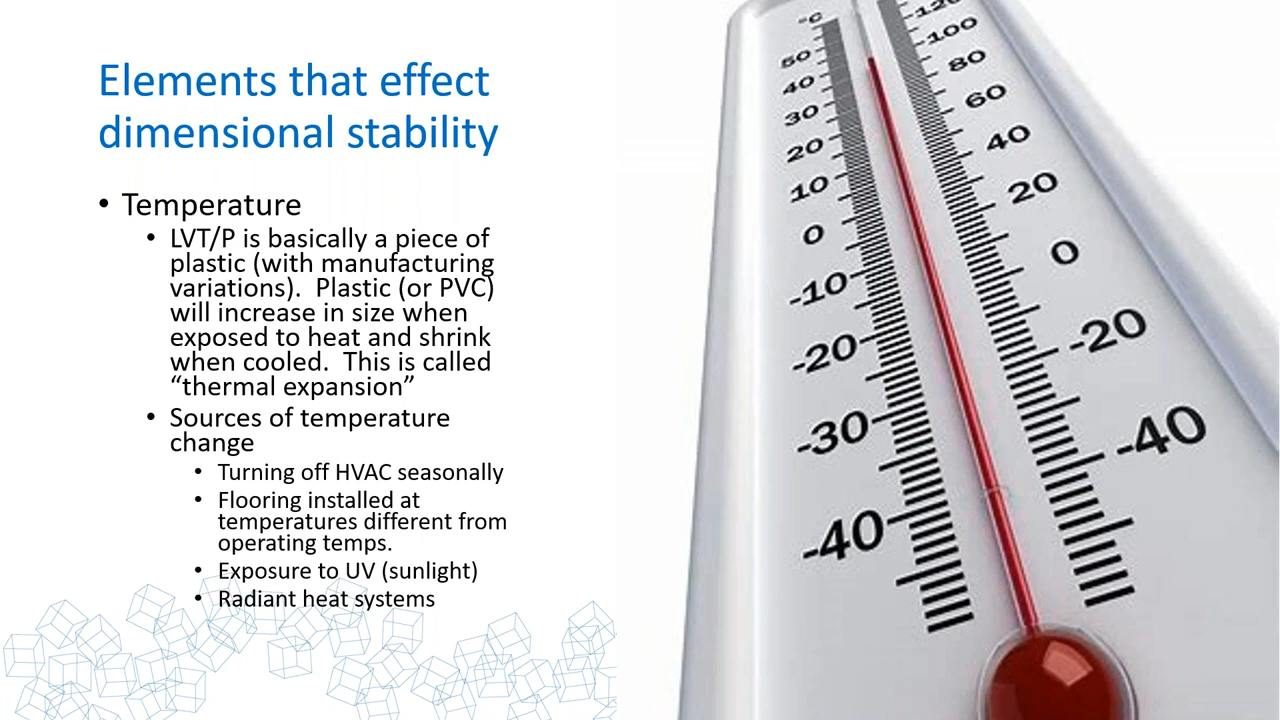 Elements that effect
dimensional stability
• Temperature
• LVT/P is basically a piece of
plastic (with manufacturing
variations).  Plastic (or PVC)
will increase in size when
exposed to heat and shrink
when cooled.  This is called
“thermal expansion”
• Sources of temperature
change
• Turning off HVAC seasonally
• Flooring installed at
temperatures different from
operating temps.
• Exposure to UV (sunlight)
• Radiant heat systems
°C
50
40
30
20
10
0
-10
-20
-30
-40
-120
-100
80
60
40
20
0
-20
-40